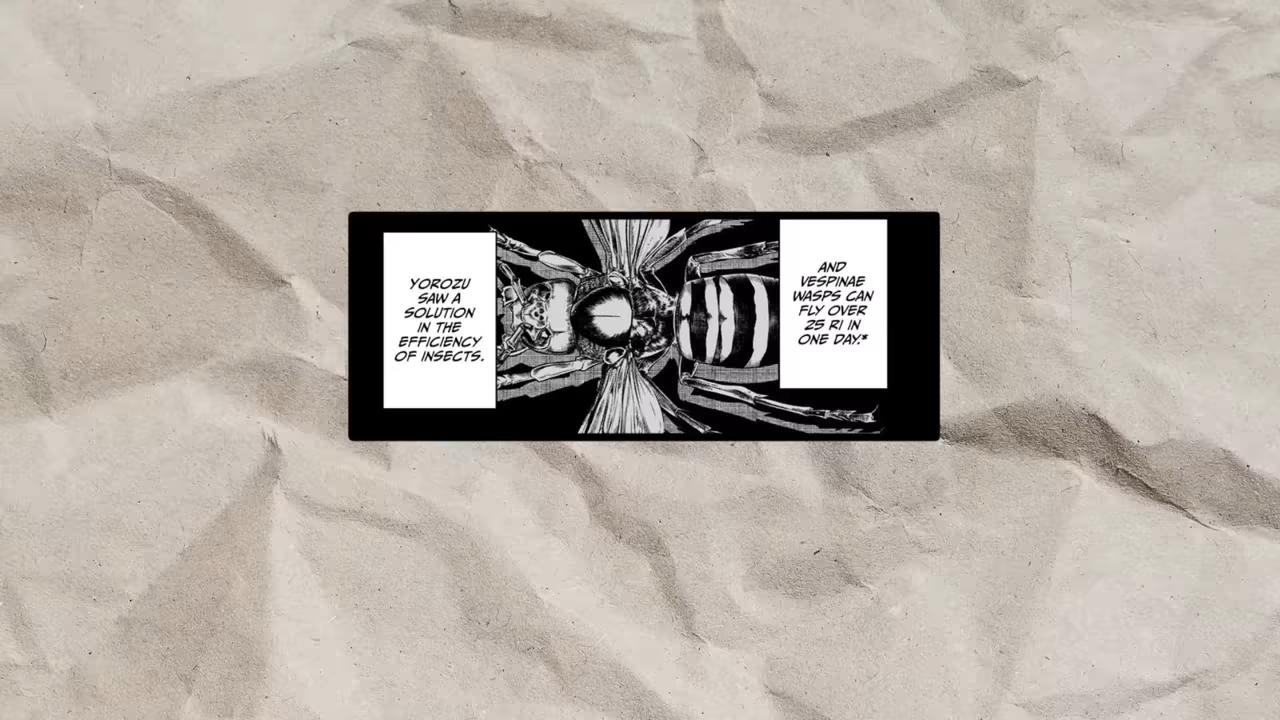 AND
VESPINAE
WASPS CAN
FLY OVER
25 RI IN
ONE DAY.*
YOROZU
SAW A
SOLUTION
IN THE
EFFICIENCY
OF INSECTS.